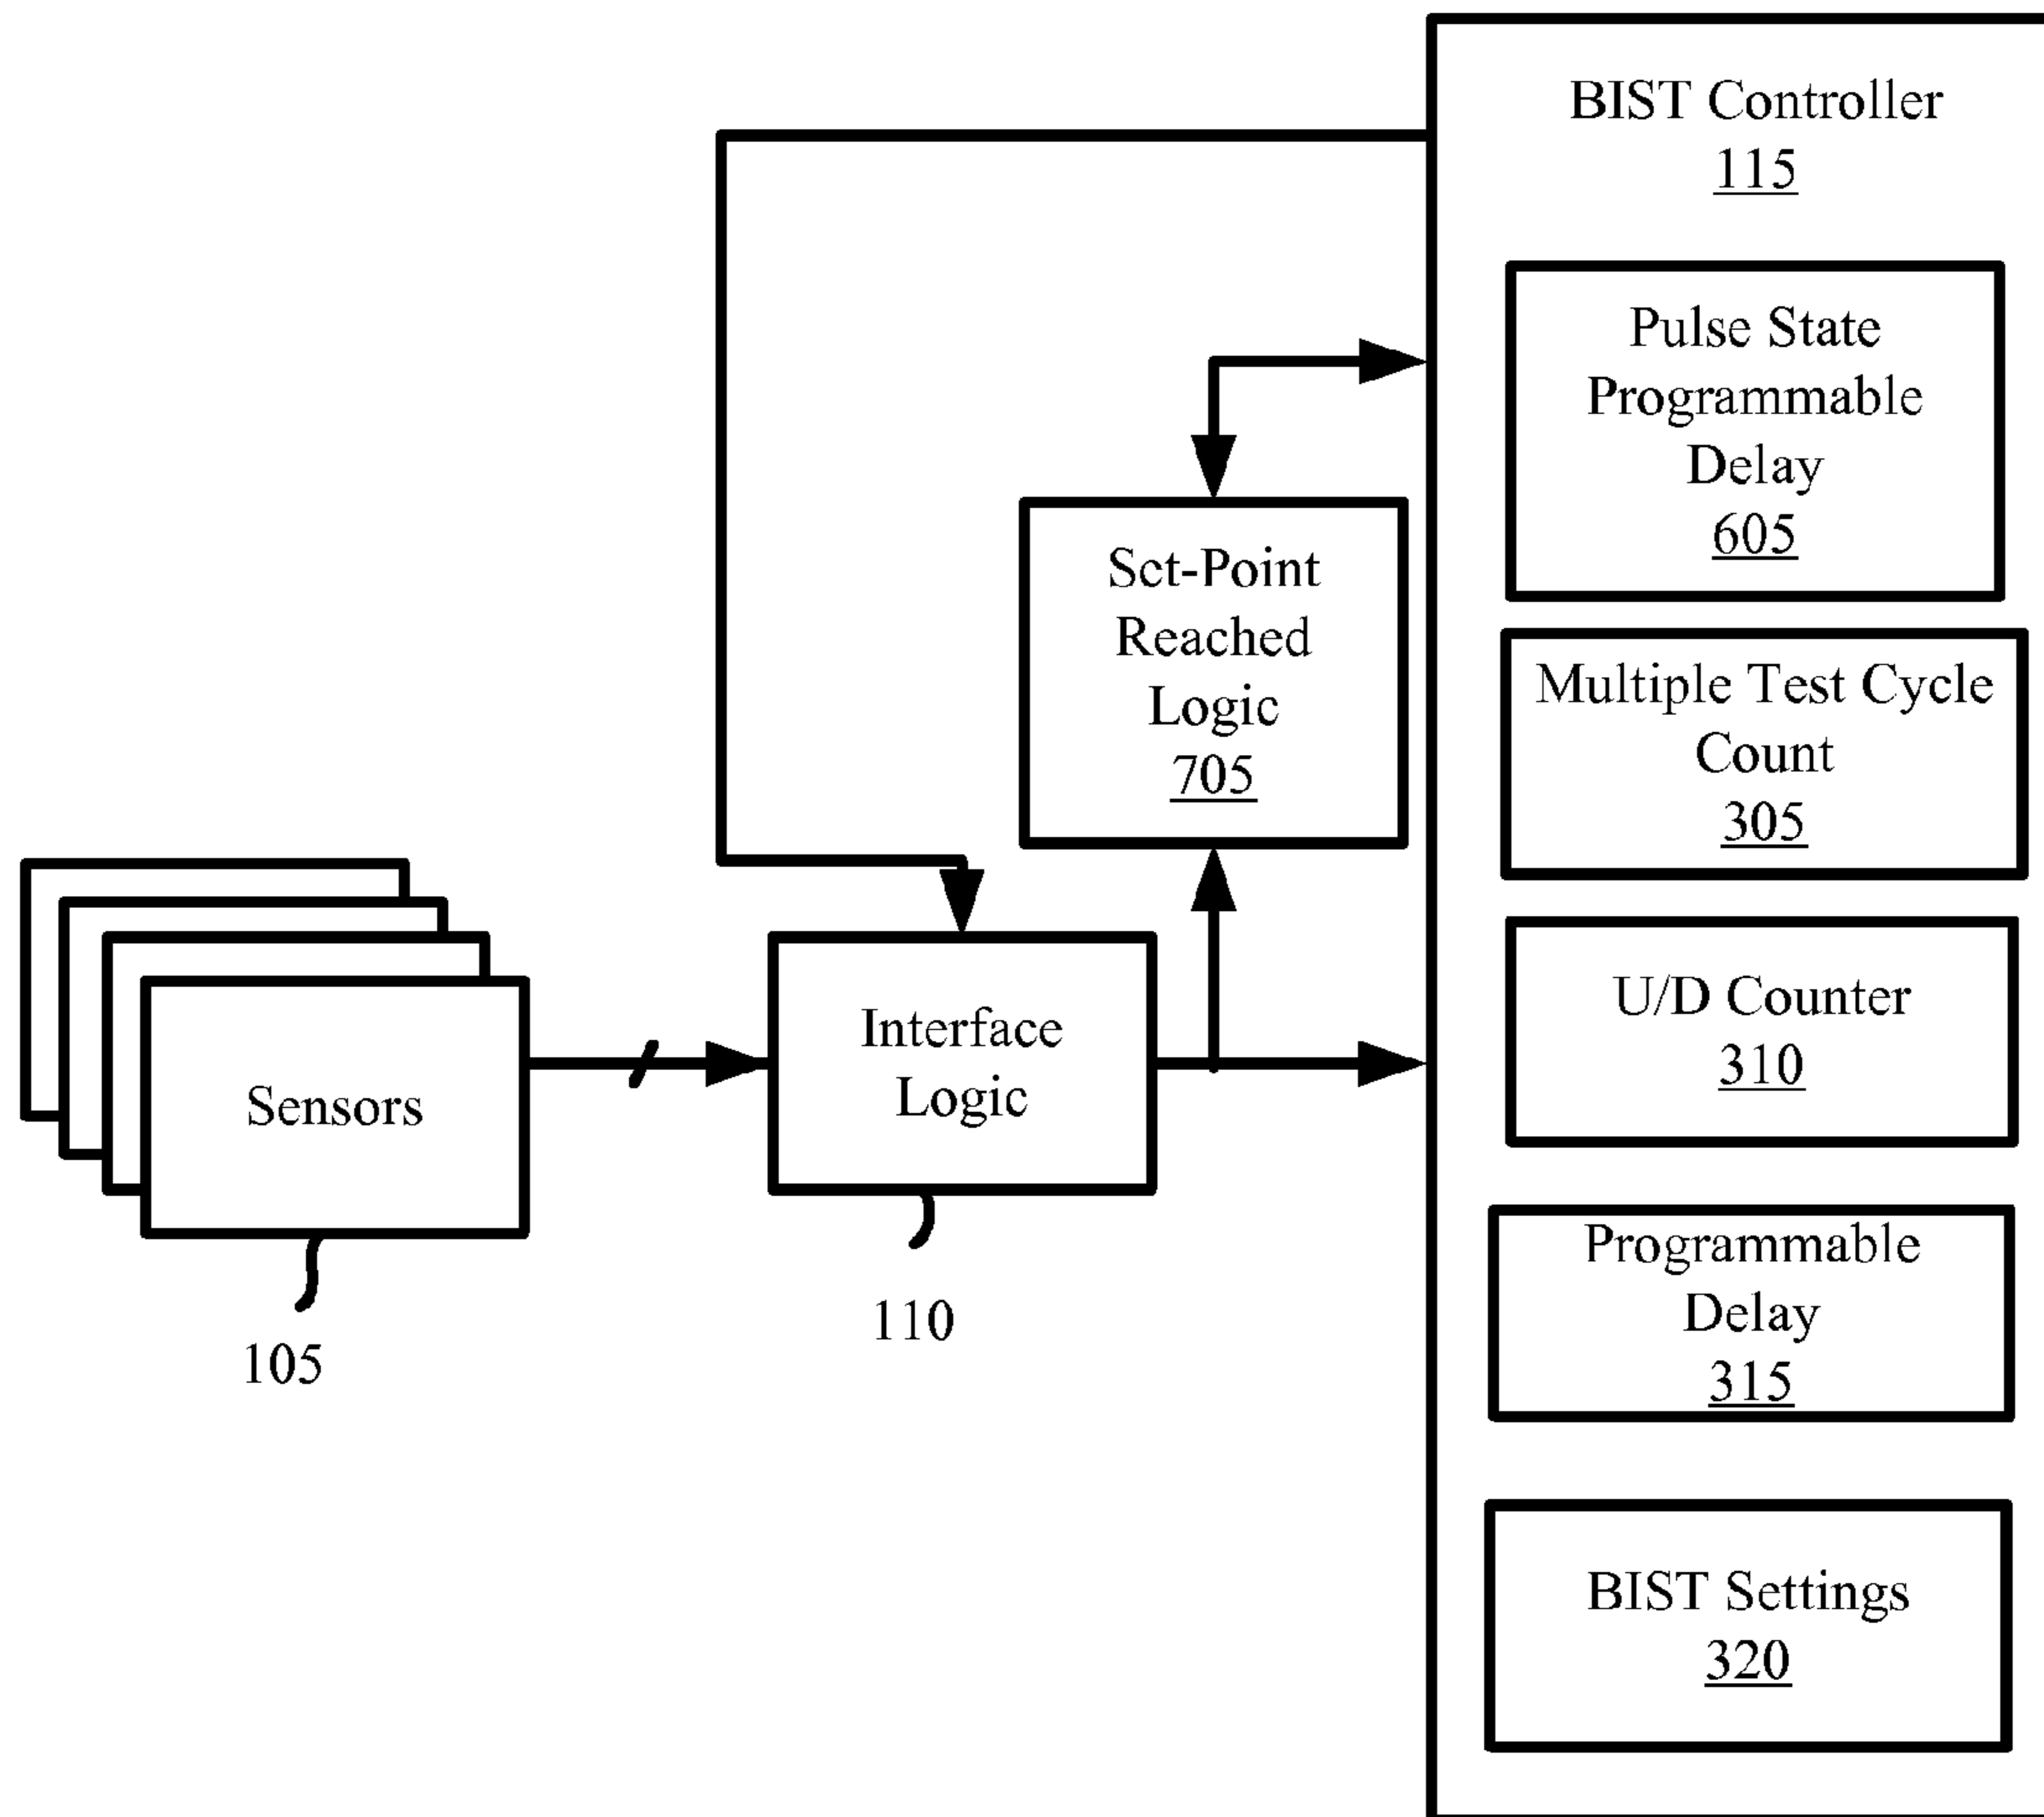 BIST Controller
115
Pulse State
Programmable
Delay
605
Set-Point
Reached
Logic
705
Multiple Test Cycle
Count
305
U/D Counter
310
Programmable
Delay
315
BIST Settings
320
Interface
Logic
110
Sensors
105